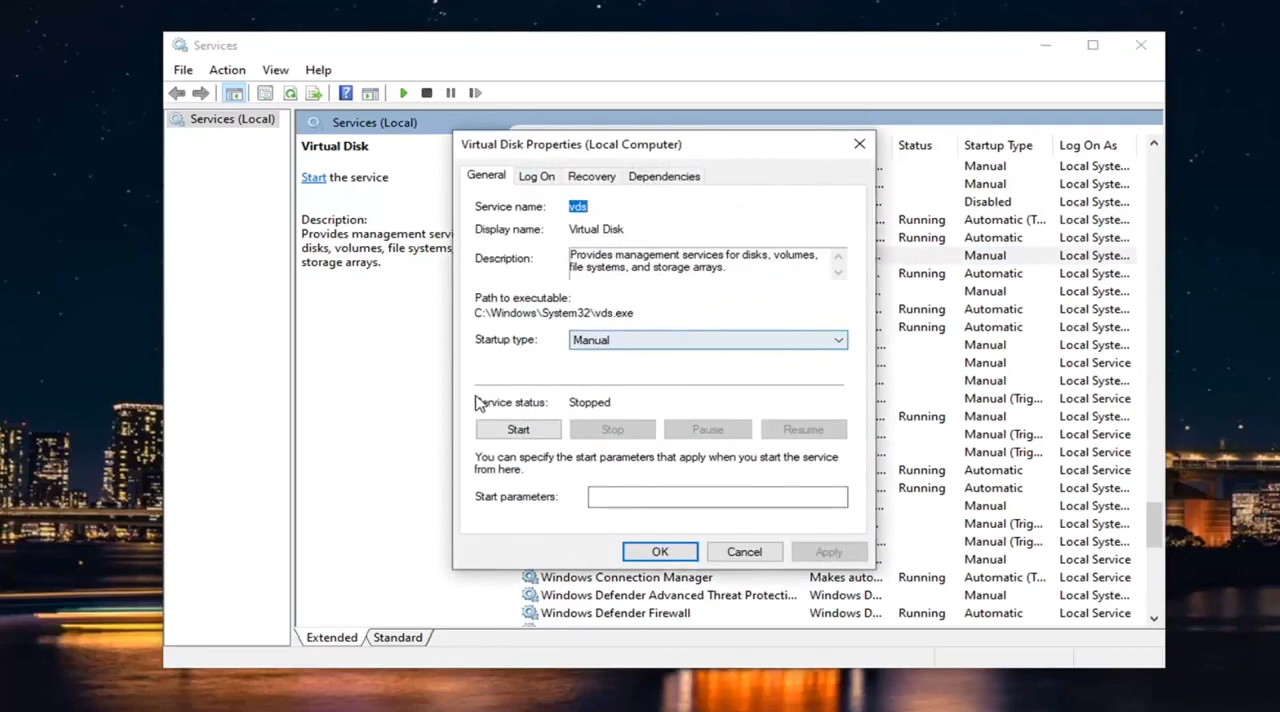 Services
File Action View Help
Services (Local)
Services (Local)
Virtual Disk
Start the service
Description:
Provides management servi
disks, volumes, file systems,
storage arrays.
Virtual Disk Properties (Local Computer)
General Log On Recovery Dependencies
Service name: vds
Display name: Virtual Disk
Description: Provides management services for disks, volumes,
file systems, and storage arrays.
Path to executable:
C:\Windows\System32\vds.exe
Startup type: Manual
Service status: Stopped
Start Stop Pause Resume
You can specify the start parameters that apply when you start the service
from here.
Start parameters:
OK Cancel Apply
Status Startup Type Log On As
Manual Local Syste...
Manual Local Syste...
Disabled Local Syste...
Running Automatic (T... Local Syste...
Running Automatic Local Syste...
Manual Local Syste...
Running Automatic Local Syste...
Manual Local Syste...
Running Automatic Local Syste...
Running Automatic Local Syste...
Manual Local Syste...
Manual Local Service
Manual Local Syste...
Manual (Trig... Local Service
Running Manual Local Syste...
Manual (Trig... Local Service
Manual (Trig... Local Syste...
Running Automatic Local Service
Running Automatic Local Syste...
Manual Local Syste...
Manual (Trig... Local Syste...
Manual (Trig... Local Syste...
Manual Local Service
Windows Connection Manager Makes auto... Running Automatic (T... Local Service
Windows Defender Advanced Threat Protecti... Windows D... Manual Local Syste...
Windows Defender Firewall Windows D... Running Automatic Local Service
Extended Standard